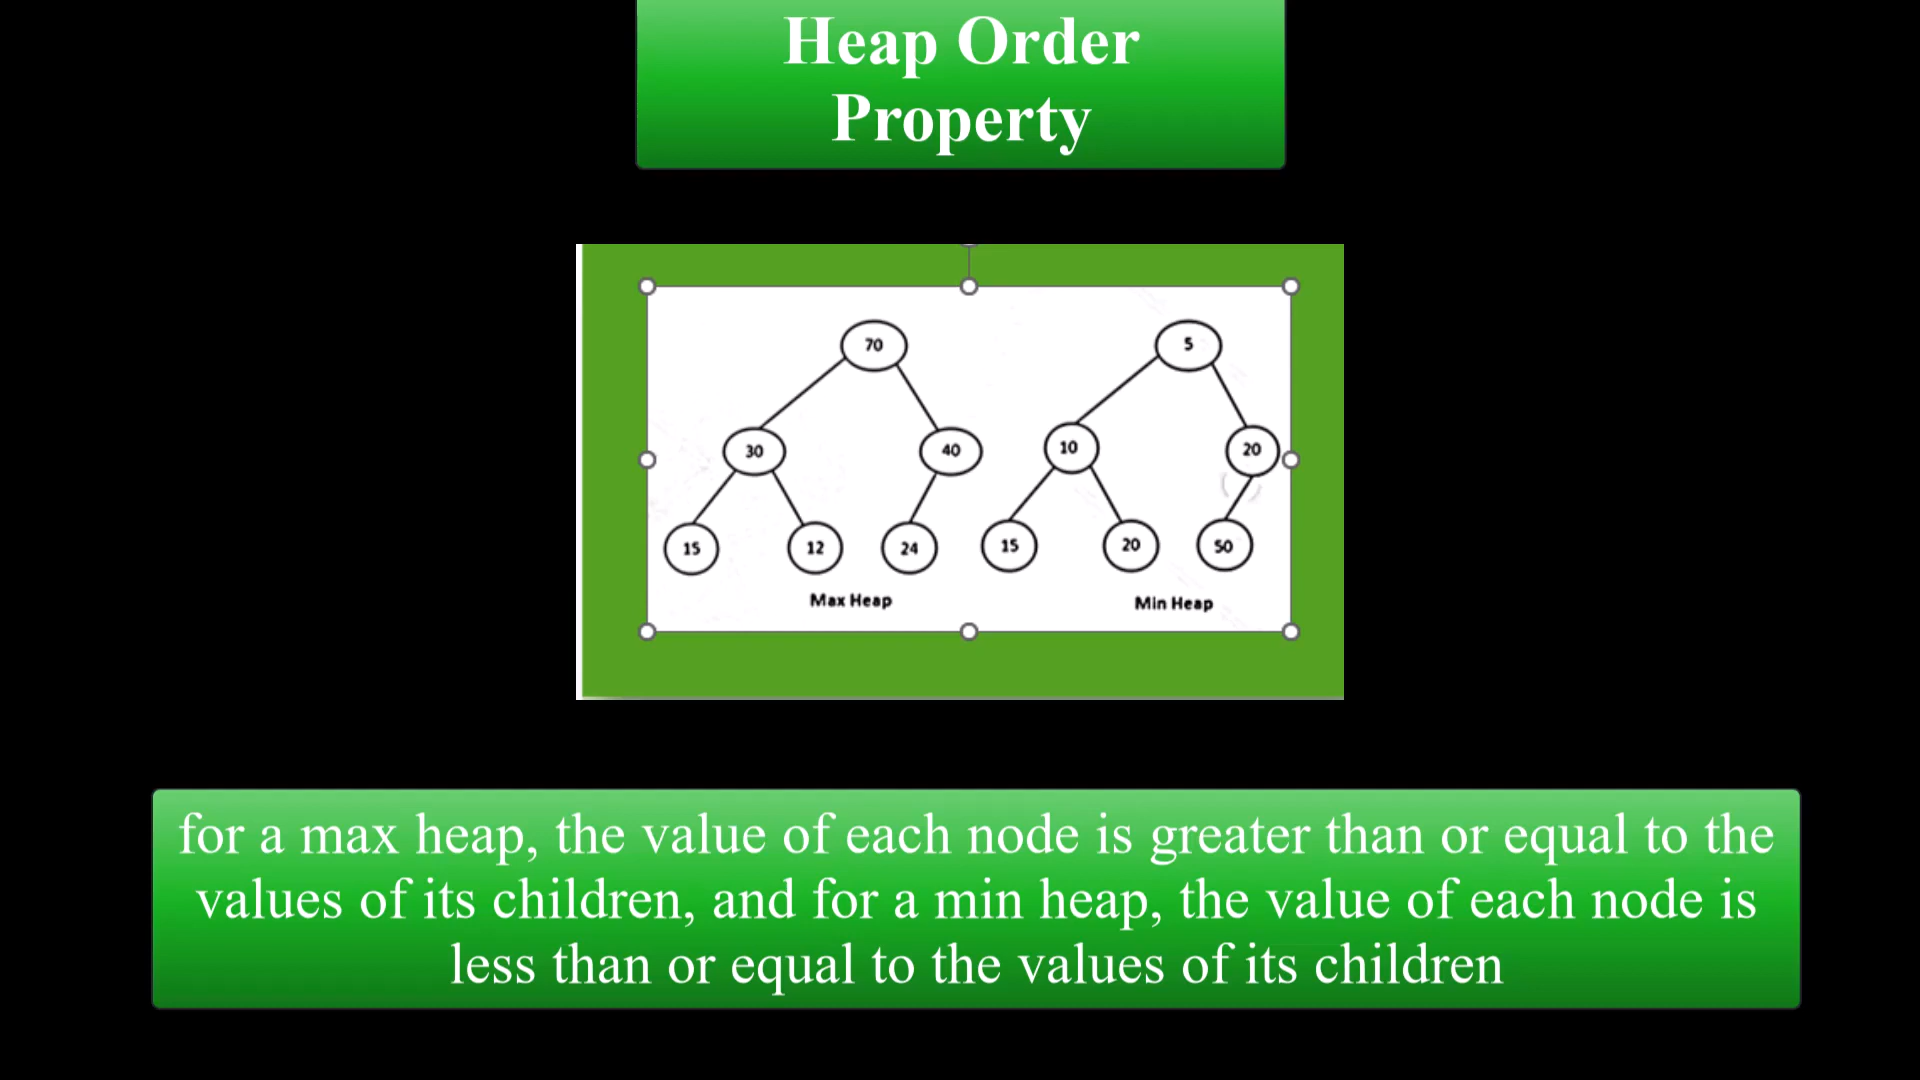 Heap Order
Property
70
5
30
40
10
20
15
12
24
15
20
50
Max Heap
Min Heap
for a max heap, the value of each node is greater than or equal to the
values of its children, and for a min heap, the value of each node is
less than or equal to the values of its children